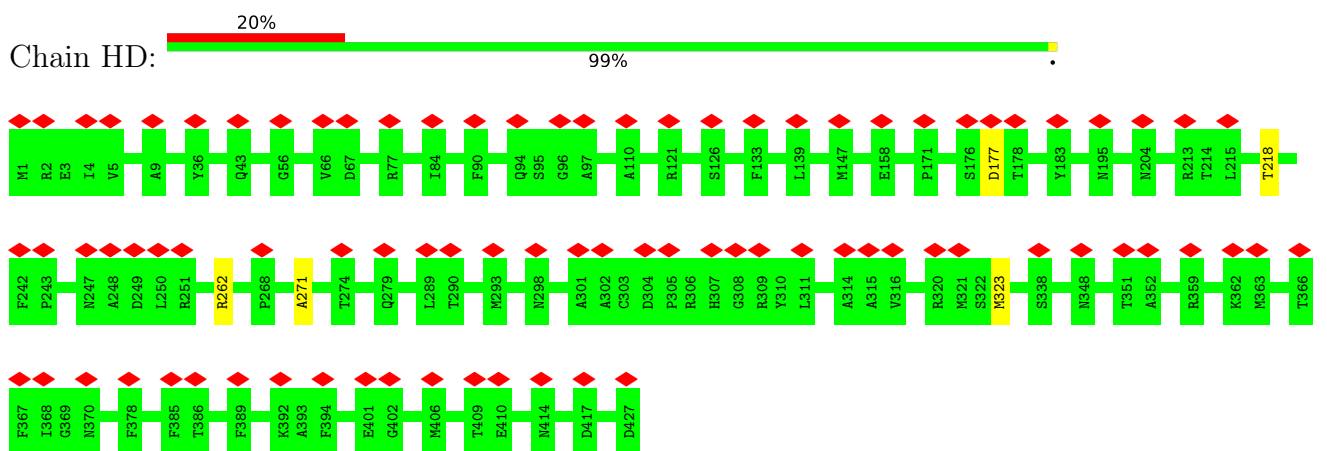 20%
Chain HD:
99%
•
M1 R2 E3 I4 V5 A9 Y36 Q43 G56 V66 D67 R77 I84 F90 Q94 S95 G96 A97 A110 R121 S126 F133 L139 M147 E158 P171 S176 D177 T178 Y183 N195 N204 R213 T214 L215 T218
F242 P243 N247 A248 D249 L250 R251 R262 P268 A271 T274 Q279 L289 T290 M293 N298 A301 A302 C303 D304 P305 R306 H307 G308 R309 Y310 L311 A314 A315 V316 R320 M321 S322 M323 S338 N348 T351 A352 R359 K362 M363 T366
F367 I368 G369 N370 F378 F385 T386 F389 K392 A393 F394 E401 G402 M406 T409 E410 N414 D417 D427